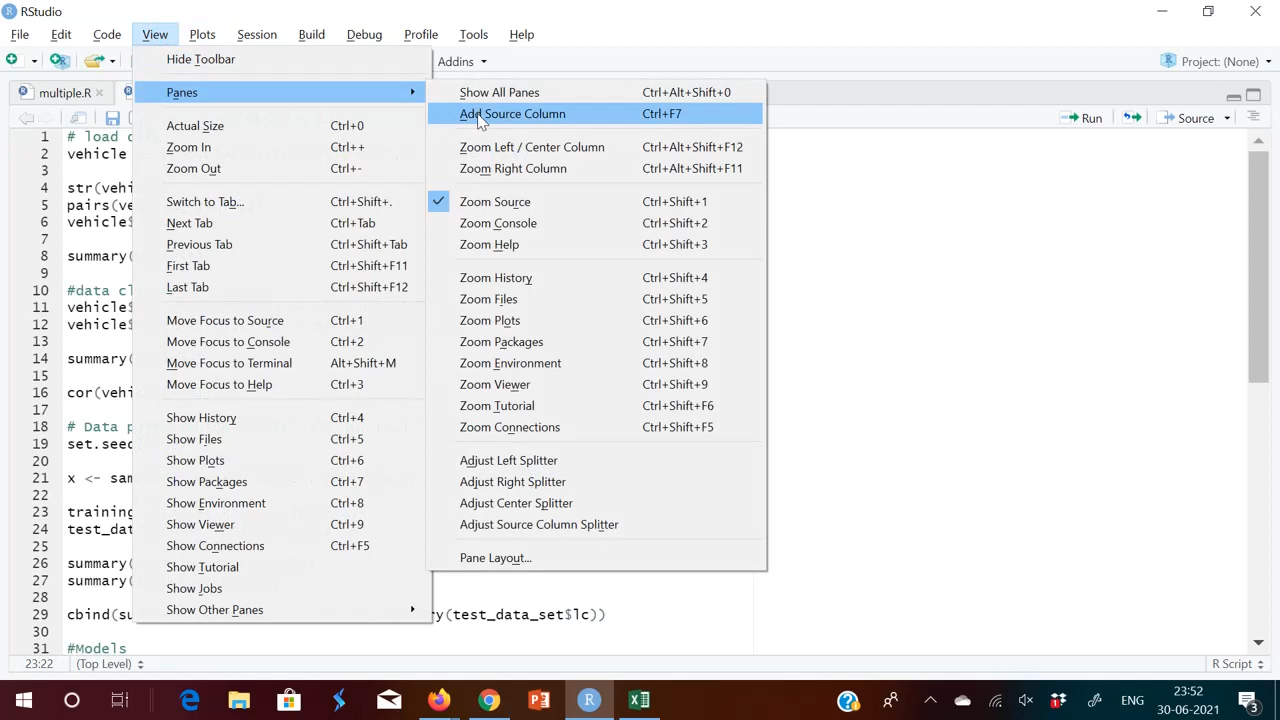 RStudio
File Edit Code View Plots Session Build Debug Profile Tools Help
Addins
Project: (None)
multiple.R
Run
Source
Hide Toolbar
Panes
Actual Size Ctrl+0
Zoom In Ctrl++
Zoom Out Ctrl+-
Switch to Tab... Ctrl+Shift+.
Next Tab Ctrl+Tab
Previous Tab Ctrl+Shift+Tab
First Tab Ctrl+Shift+F11
Last Tab Ctrl+Shift+F12
Move Focus to Source Ctrl+1
Move Focus to Console Ctrl+2
Move Focus to Terminal Alt+Shift+M
Move Focus to Help Ctrl+3
Show History Ctrl+4
Show Files Ctrl+5
Show Plots Ctrl+6
Show Packages Ctrl+7
Show Environment Ctrl+8
Show Viewer Ctrl+9
Show Connections Ctrl+F5
Show Tutorial
Show Jobs
Show Other Panes
Show All Panes Ctrl+Alt+Shift+0
Add Source Column Ctrl+F7
Zoom Left / Center Column Ctrl+Alt+Shift+F12
Zoom Right Column Ctrl+Alt+Shift+F11
Zoom Source Ctrl+Shift+1
Zoom Console Ctrl+Shift+2
Zoom Help Ctrl+Shift+3
Zoom History Ctrl+Shift+4
Zoom Files Ctrl+Shift+5
Zoom Plots Ctrl+Shift+6
Zoom Packages Ctrl+Shift+7
Zoom Environment Ctrl+Shift+8
Zoom Viewer Ctrl+Shift+9
Zoom Tutorial Ctrl+Shift+F6
Zoom Connections Ctrl+Shift+F5
Adjust Left Splitter
Adjust Right Splitter
Adjust Center Splitter
Adjust Source Column Splitter
Pane Layout...
1 # load d
2 vehicle
3
4 str(vehi
5 pairs(ve
6 vehicle$
7
8 summary(
9
10 #data cl
11 vehicle$
12 vehicle$
13
14 summary(
15
16 cor(vehi
17
18 # Data p
19 set.seed
20
21 x <- sam
22
23 training
24 test_dat
25
26 summary(
27 summary(
28
29 cbind(su ry(test_data_set$lc))
30
31 #Models
23:22 (Top Level) R Script
ENG
23:52
30-06-2021
3